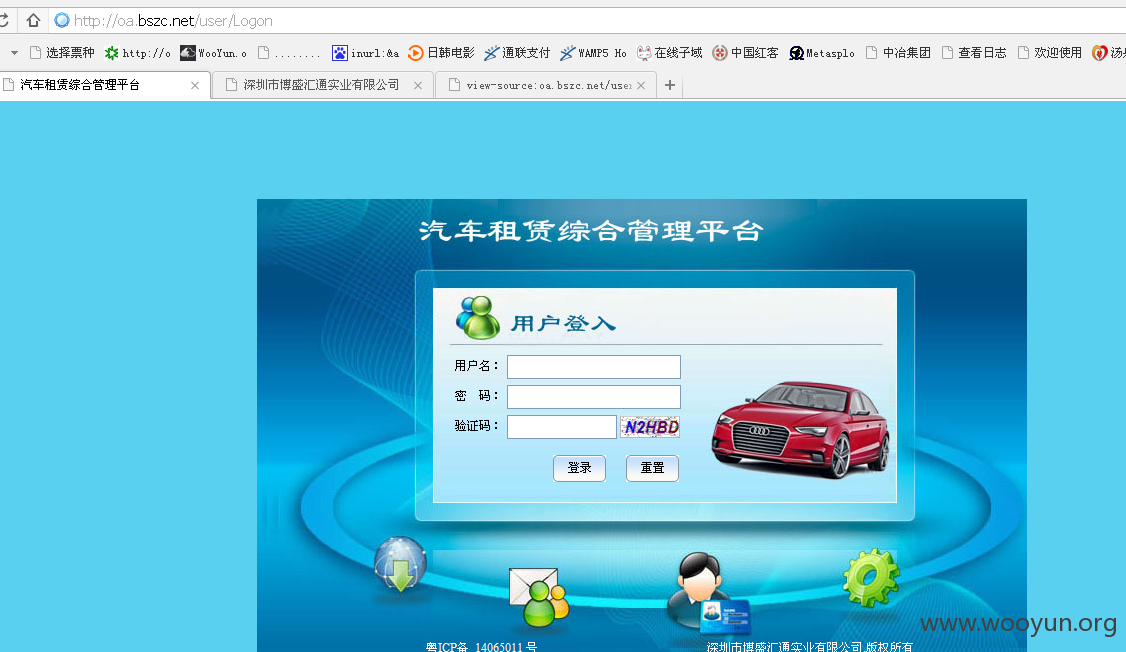 http://oa.bszc.net/user/Logon
选择票种 http://o WooYun.o ........ inurl:&a 日韩电影 通联支付 WAMP5 Ho 在线子域 中国红客 Metasplo 中冶集团 查看日志 欢迎使用
汽车租赁综合管理平台 深圳市博盛汇通实业有限公司 view-source:oa.bszc.net/use
汽车租赁综合管理平台
用户登入
用户名：
密 码：
验证码： N2HBD
登录 重置
www.wooyun.org
粤ICP备 14065011 号 深圳市博盛汇通实业有限公司.版权所有